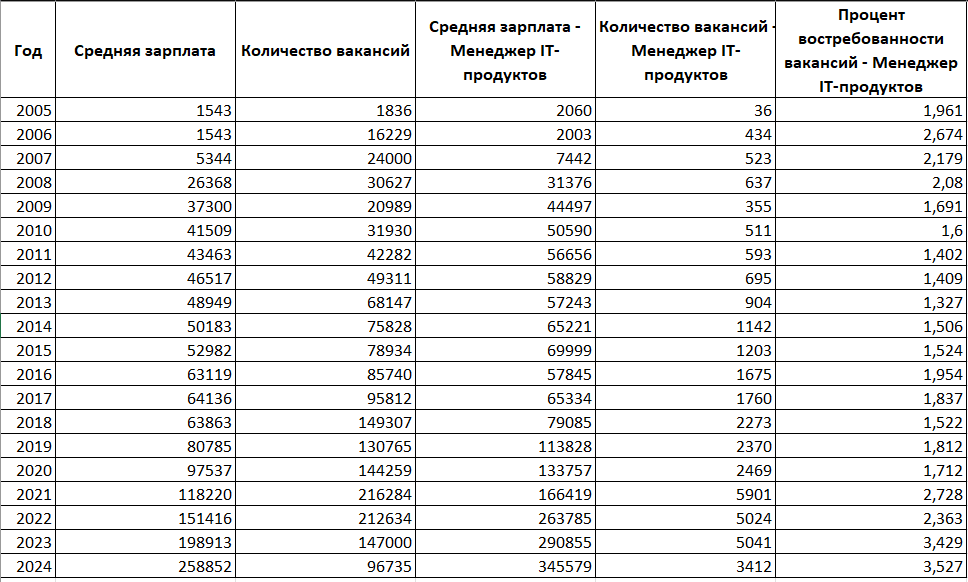 Год Средняя зарплата Количество вакансий Средняя зарплата - Менеджер IT-продуктов Количество вакансий - Менеджер IT-продуктов Процент востребованности вакансий - Менеджер IT-продуктов
2005 1543 1836 2060 36 1,961
2006 1543 16229 2003 434 2,674
2007 5344 24000 7442 523 2,179
2008 26368 30627 31376 637 2,08
2009 37300 20989 44497 355 1,691
2010 41509 31930 50590 511 1,6
2011 43463 42282 56656 593 1,402
2012 46517 49311 58829 695 1,409
2013 48949 68147 57243 904 1,327
2014 50183 75828 65221 1142 1,506
2015 52982 78934 69999 1203 1,524
2016 63119 85740 57845 1675 1,954
2017 64136 95812 65334 1760 1,837
2018 63863 149307 79085 2273 1,522
2019 80785 130765 113828 2370 1,812
2020 97537 144259 133757 2469 1,712
2021 118220 216284 166419 5901 2,728
2022 151416 212634 263785 5024 2,363
2023 198913 147000 290855 5041 3,429
2024 258852 96735 345579 3412 3,527